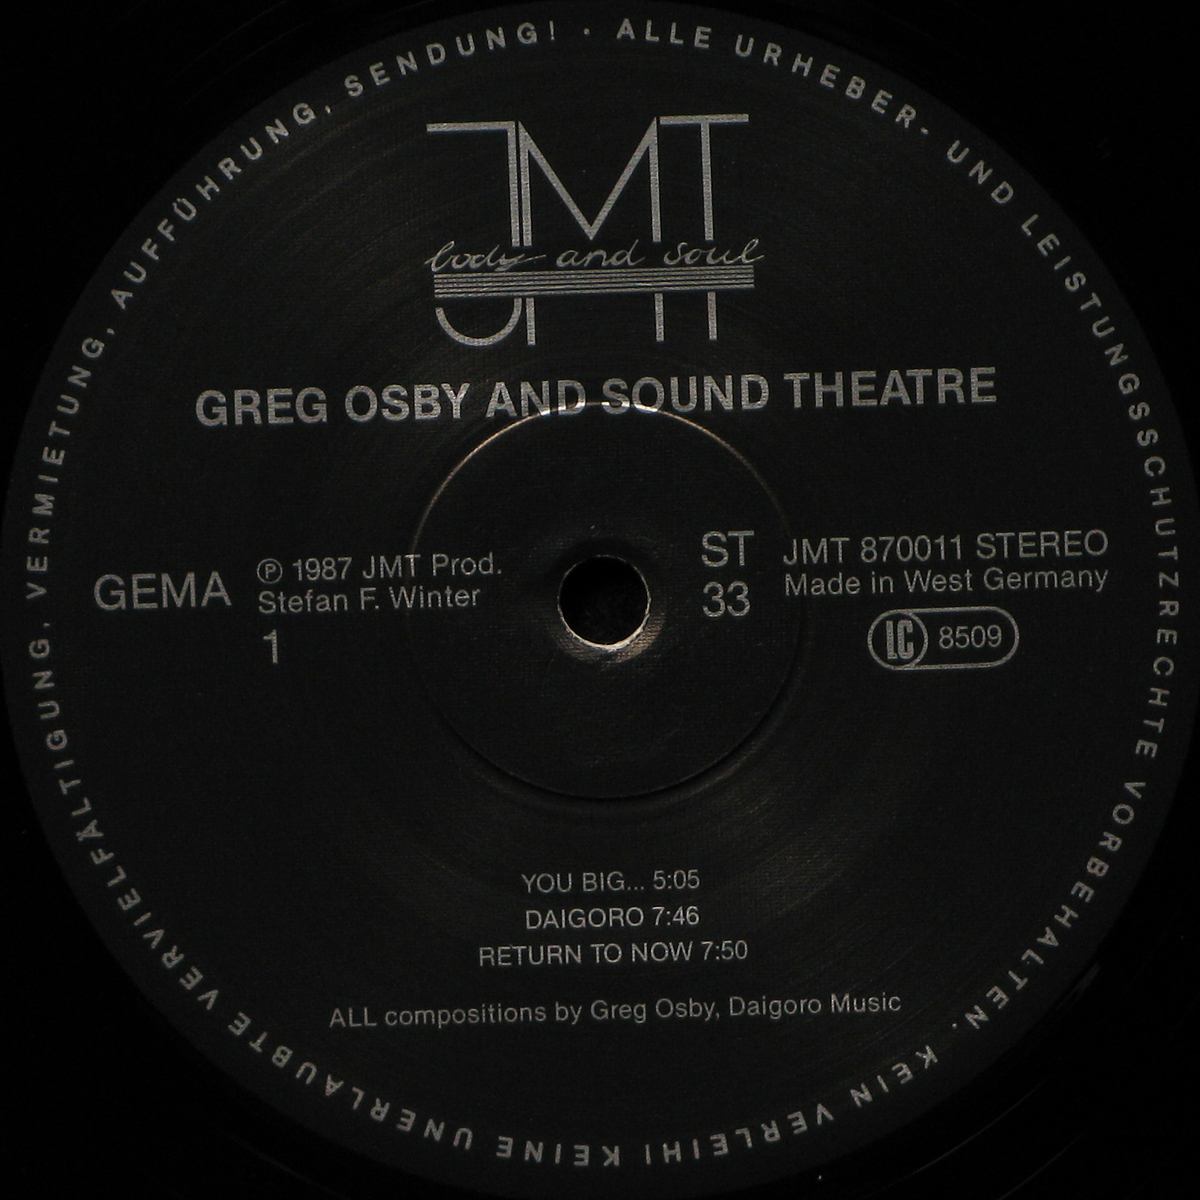 ALLE URHEBER- UND LEISTUNGSSCHUTZRECHTE VORBEHALTEN. KEIN VERLEIH! KEINE UNERLAUBTE VERVIELFÄLTIGUNG, VERMIETUNG, AUFFÜHRUNG, SENDUNG! ·
JMT
body and soul
GREG OSBY AND SOUND THEATRE
GEMA
℗ 1987 JMT Prod.
Stefan F. Winter
1
ST
33
JMT 870011 STEREO
Made in West Germany
LC 8509
YOU BIG... 5:05
DAIGORO 7:46
RETURN TO NOW 7:50
ALL compositions by Greg Osby, Daigoro Music